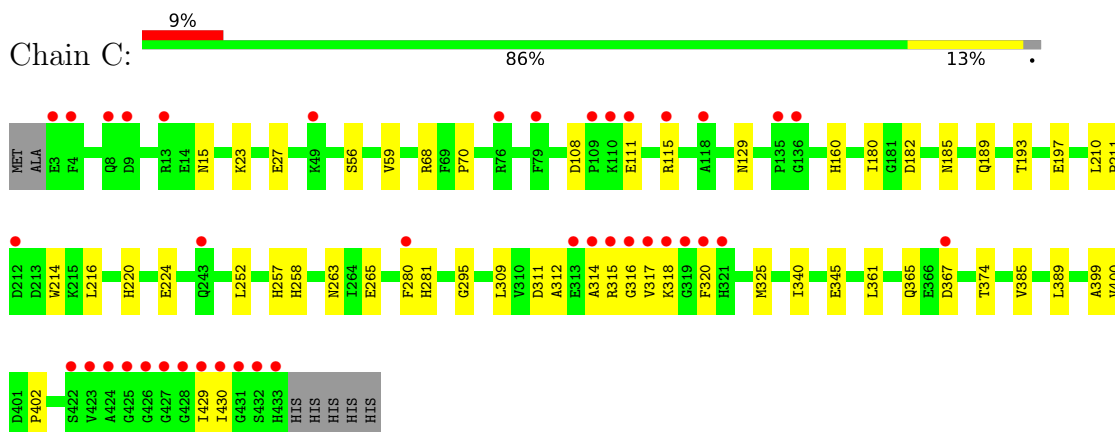 9%
Chain C:
86% 13% •
MET ALA E3 F4 Q8 D9 R13 E14 N15 K23 E27 K49 S56 V59 R68 F69 P70 R76 F79 D108 P109 K110 E111 R115 A118 N129 P135 G136 H160 I180 G181 D182 N185 Q189 T193 E197 L210 P211
D212 D213 W214 K215 L216 H220 E224 Q243 L252 H257 H258 N263 I264 E265 F280 H281 G295 L309 V310 D311 A312 E313 A314 R315 G316 V317 K318 G319 F320 H321 M325 I340 E345 L361 Q365 E366 D367 T374 V385 L389 A399 V400
D401 P402 S422 V423 A424 G425 G426 G427 G428 I429 I430 G431 S432 H433 HIS HIS HIS HIS HIS